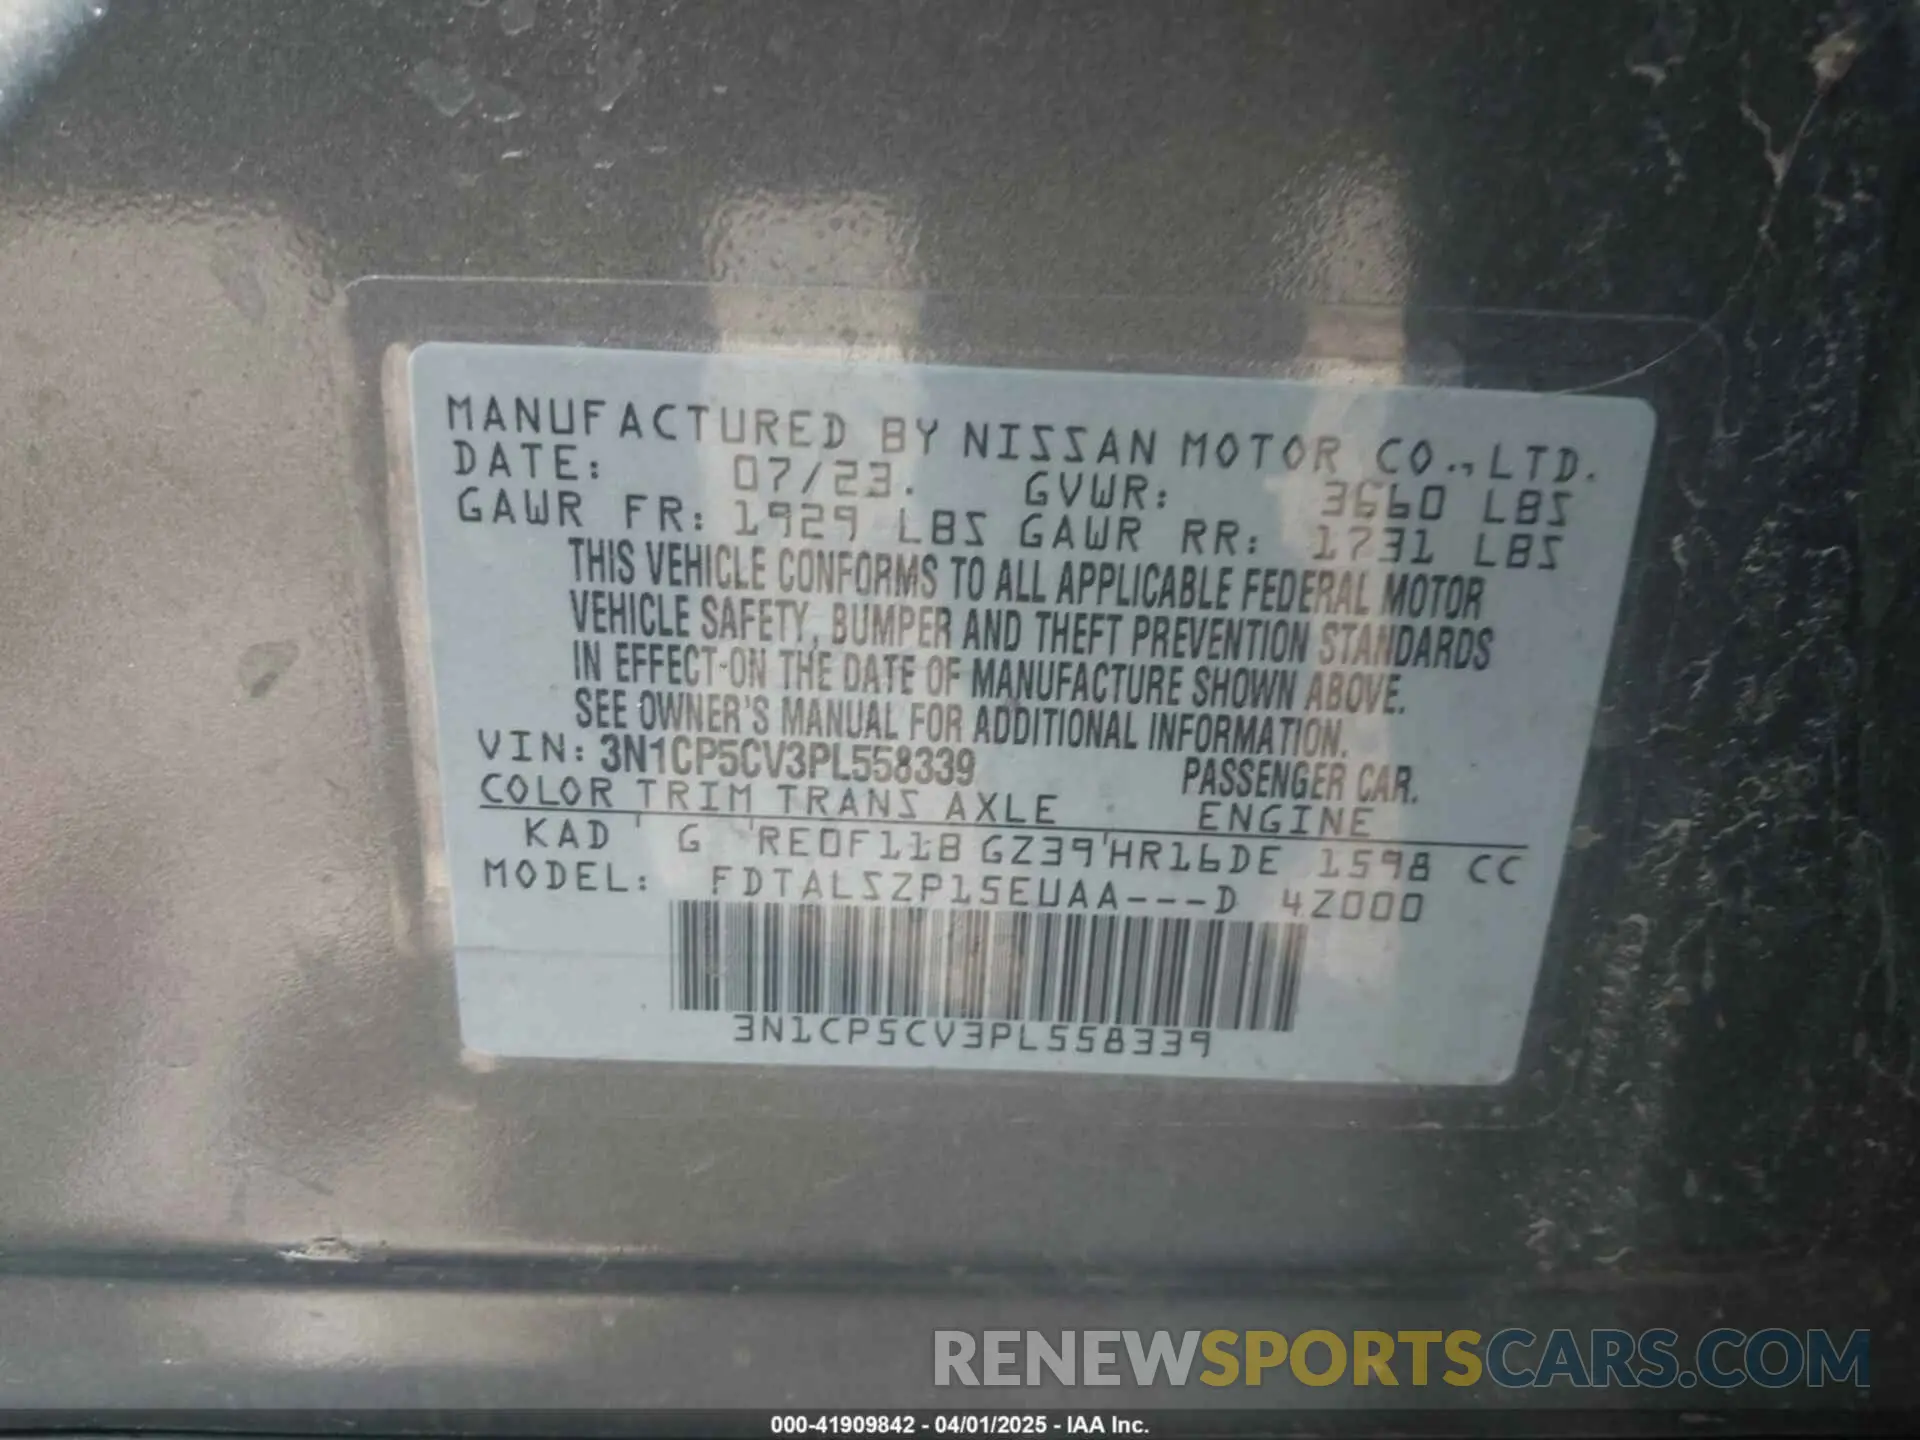 MANUFACTURED BY NISSAN MOTOR CO., LTD.
DATE: 07/23. GVWR: 3660 LBS
GAWR FR: 1929 LBS GAWR RR: 1731 LBS
THIS VEHICLE CONFORMS TO ALL APPLICABLE FEDERAL MOTOR
VEHICLE SAFETY, BUMPER AND THEFT PREVENTION STANDARDS
IN EFFECT ON THE DATE OF MANUFACTURE SHOWN ABOVE.
SEE OWNER'S MANUAL FOR ADDITIONAL INFORMATION.
VIN: 3N1CP5CV3PL558339 PASSENGER CAR.
COLOR TRIM TRANS AXLE ENGINE
KAD G RE0F11B GZ39 HR16DE 1598 CC
MODEL: FDTALSZP15EUAA---D 4Z000
3N1CP5CV3PL558339
RENEWSPORTSCARS.COM
000-41909842 - 04/01/2025 - IAA Inc.